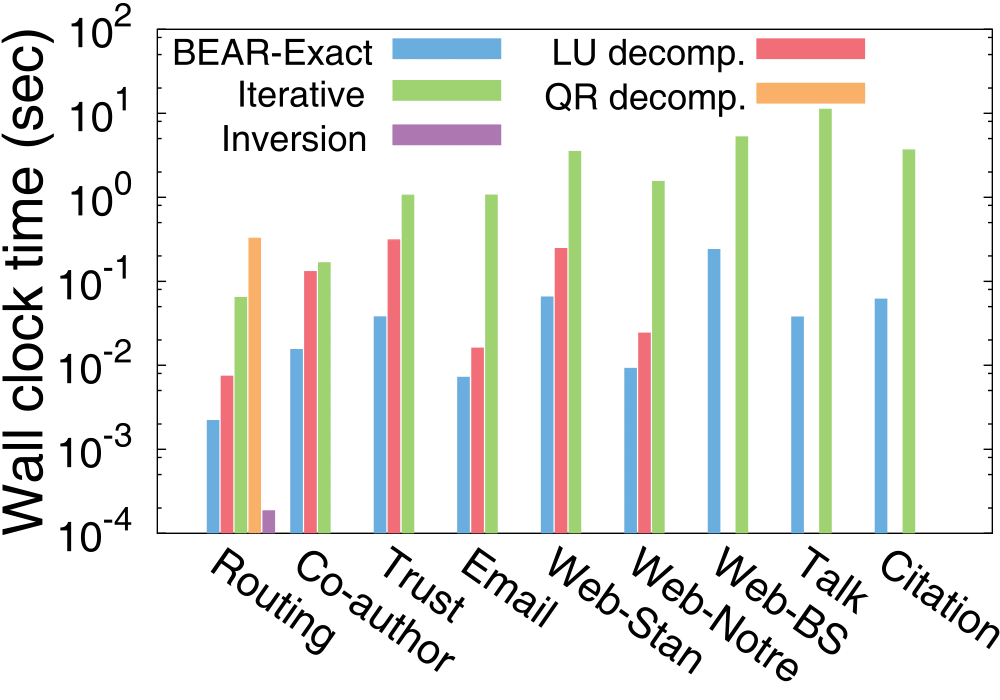 Wall clock time (sec)
10^2
10^1
10^0
10^-1
10^-2
10^-3
10^-4
BEAR-Exact
Iterative
Inversion
LU decomp.
QR decomp.
Routing
Co-author
Trust
Email
Web-Stan
Web-Notre
Web-BS
Talk
Citation